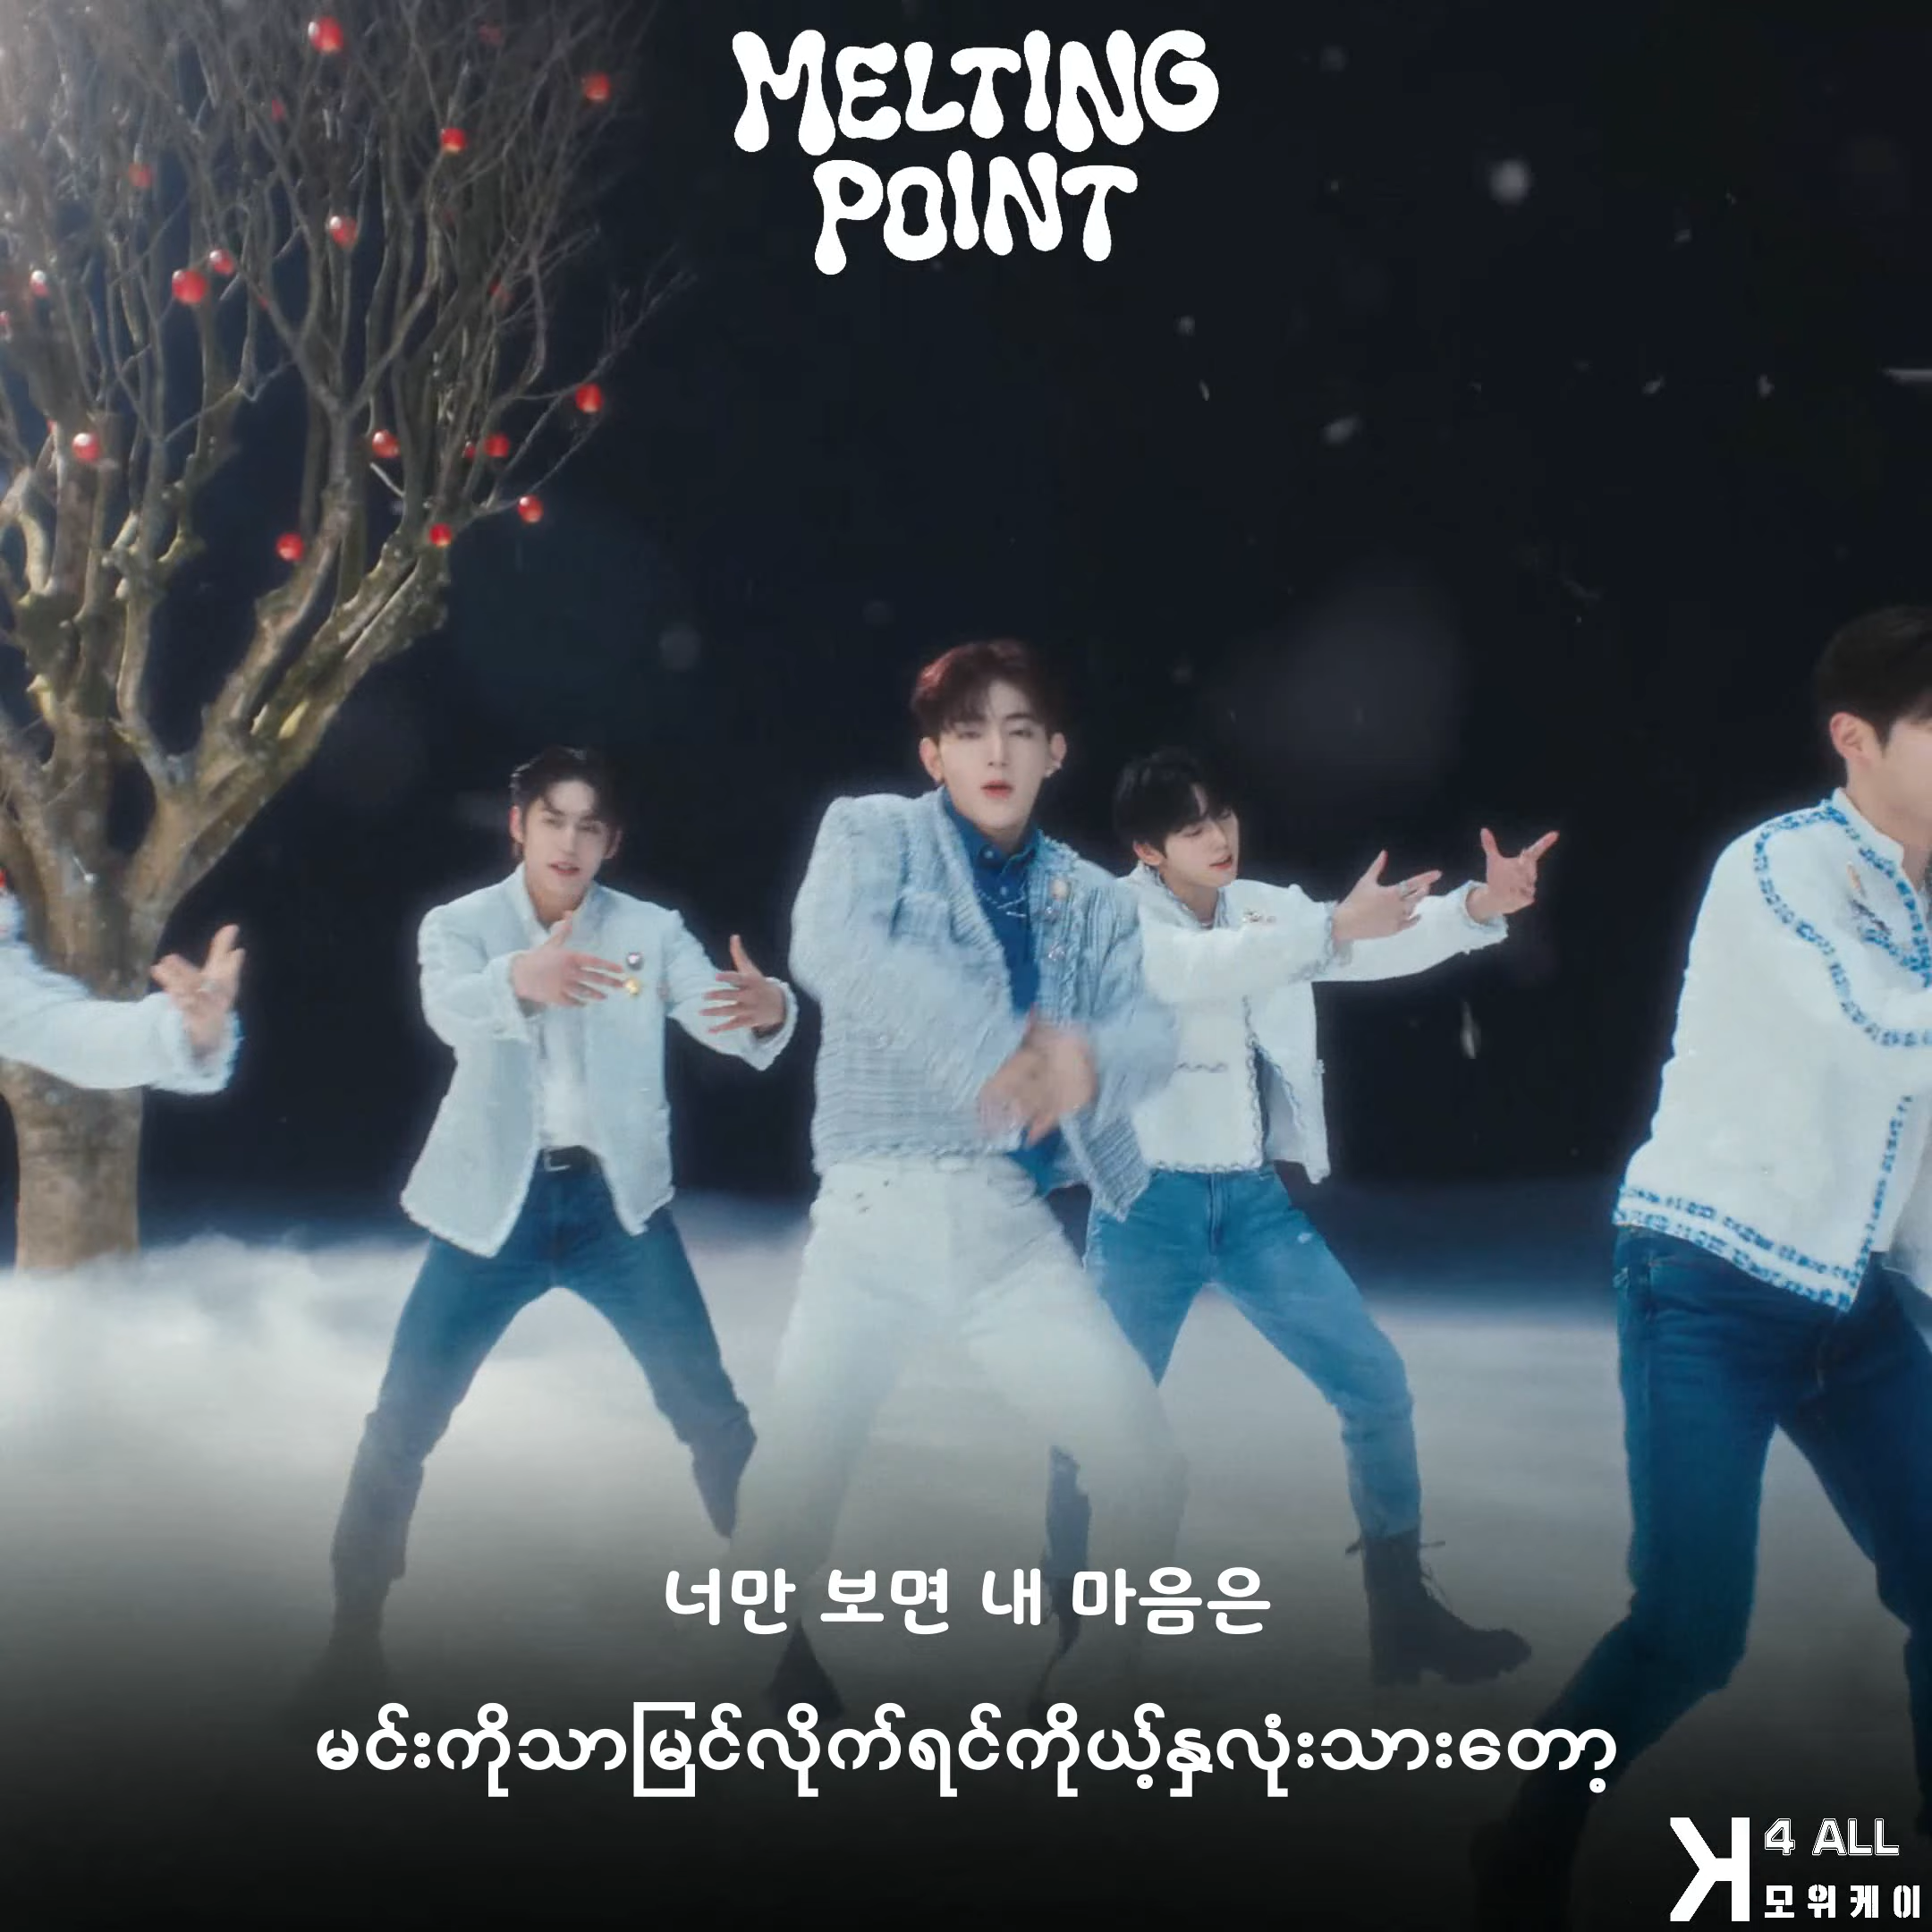 MELTING
POINT
너만 보면 내 마음은
မင်းကိုသာမြင်လိုက်ရင်ကိုယ့်နှလုံးသားတော့
K 4 ALL
모위케이